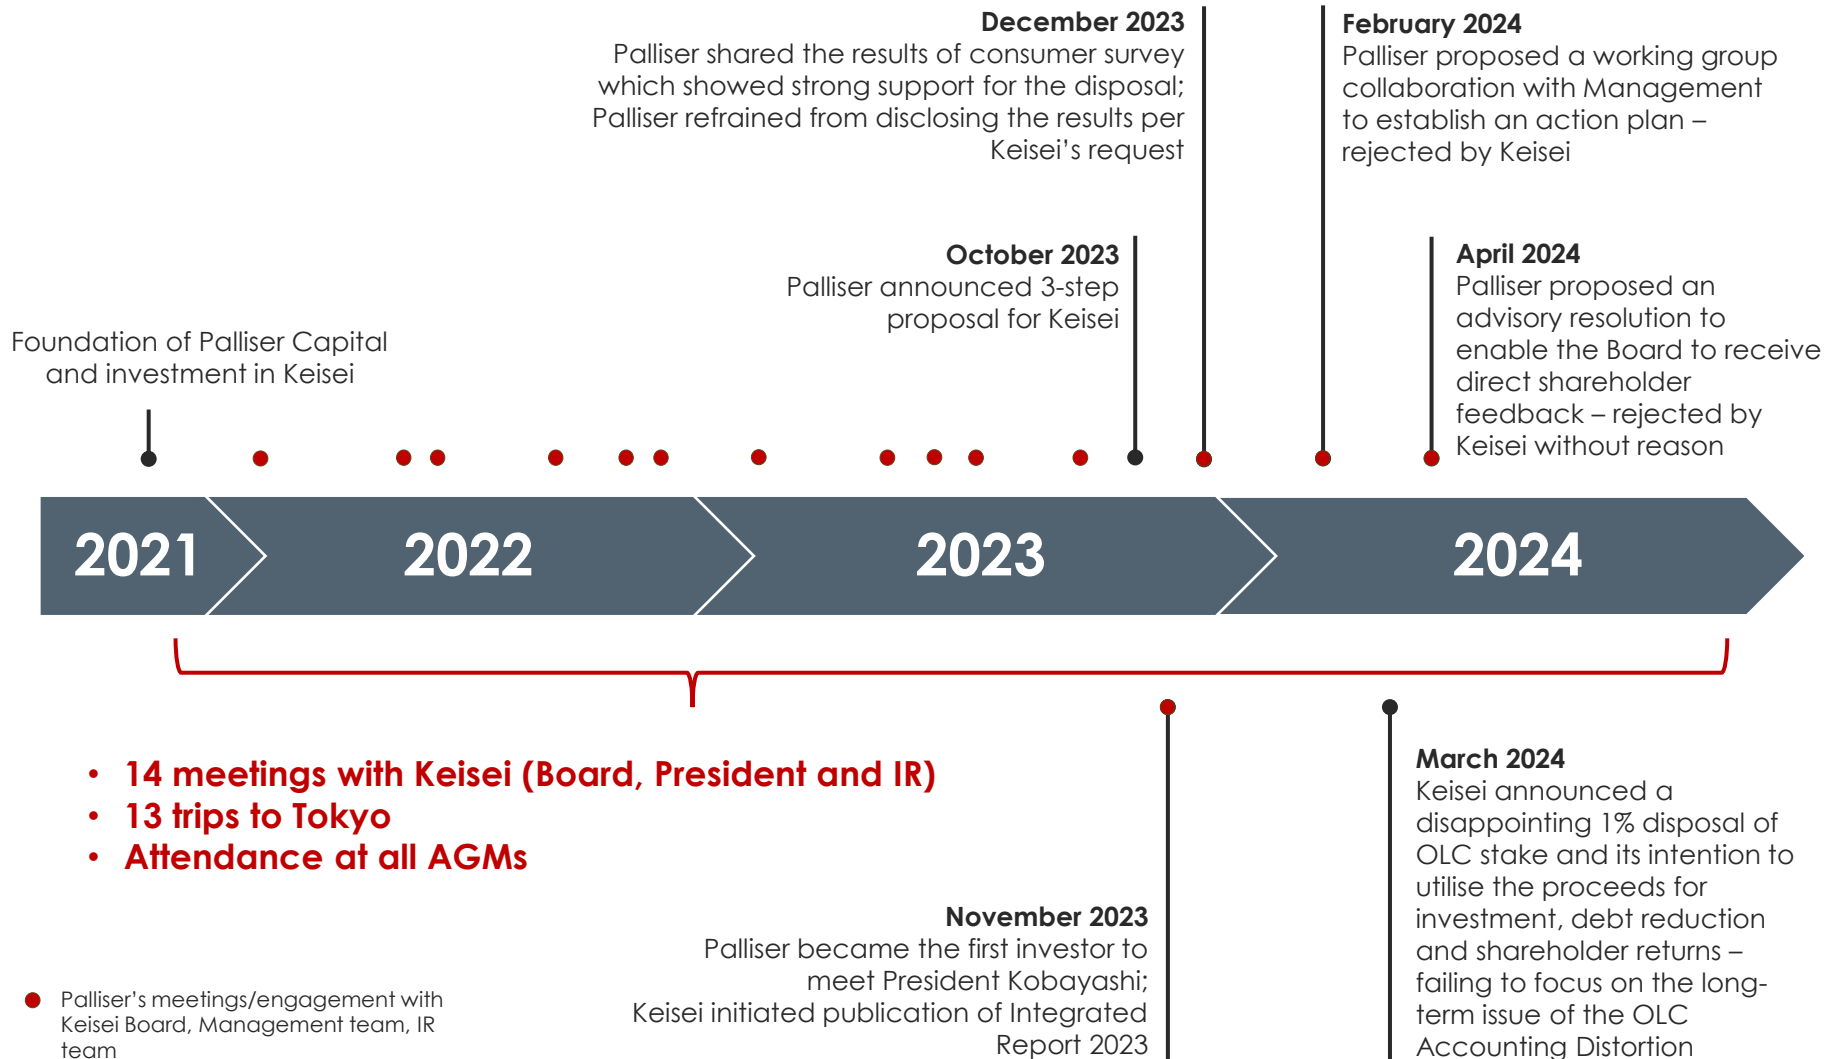 December 2023
Palliser shared the results of consumer survey
which showed strong support for the disposal;
Palliser refrained from disclosing the results per
Keisei’s request
February 2024
Palliser proposed a working group
collaboration with Management
to establish an action plan –
rejected by Keisei
October 2023
Palliser announced 3-step
proposal for Keisei
April 2024
Palliser proposed an
advisory resolution to
enable the Board to receive
direct shareholder
feedback – rejected by
Keisei without reason
Foundation of Palliser Capital
and investment in Keisei
2021
2022
2023
2024
• 14 meetings with Keisei (Board, President and IR)
• 13 trips to Tokyo
• Attendance at all AGMs
March 2024
Keisei announced a
disappointing 1% disposal of
OLC stake and its intention to
utilise the proceeds for
investment, debt reduction
and shareholder returns –
failing to focus on the long-
term issue of the OLC
Accounting Distortion
November 2023
Palliser became the first investor to
meet President Kobayashi;
Keisei initiated publication of Integrated
Report 2023
Palliser’s meetings/engagement with
Keisei Board, Management team, IR
team